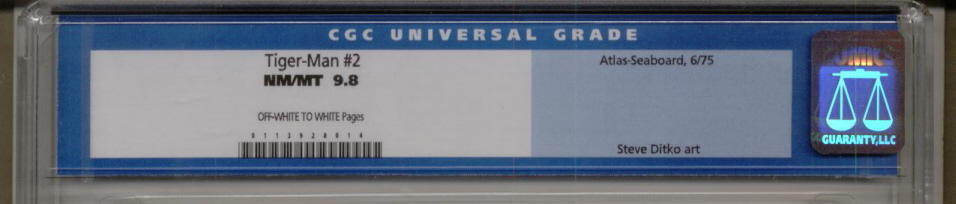 CGC UNIVERSAL GRADE
Tiger-Man #2
NM/MT 9.8
OFF-WHITE TO WHITE Pages
Atlas-Seaboard, 6/75
Steve Ditko art
COMICS
GUARANTY,LLC